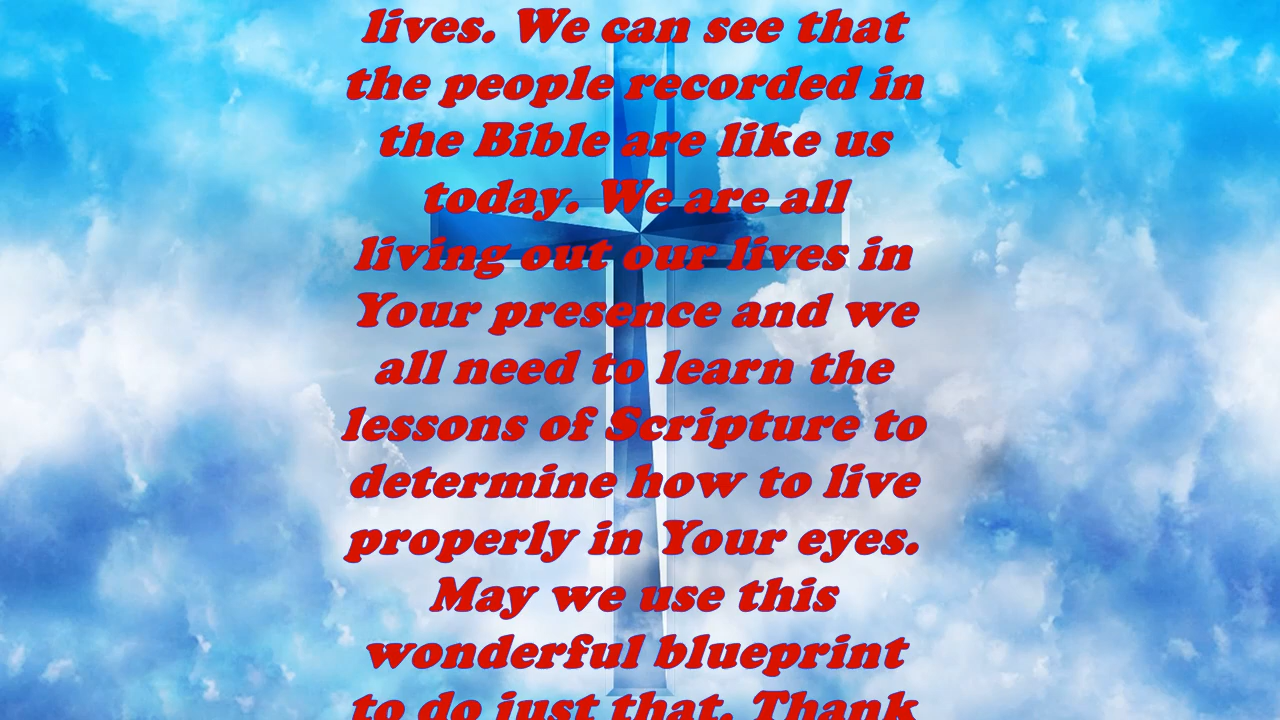 lives. We can see that
the people recorded in
the Bible are like us
today. We are all
living out our lives in
Your presence and we
all need to learn the
lessons of Scripture to
determine how to live
properly in Your eyes.
May we use this
wonderful blueprint
to do just that. Thank